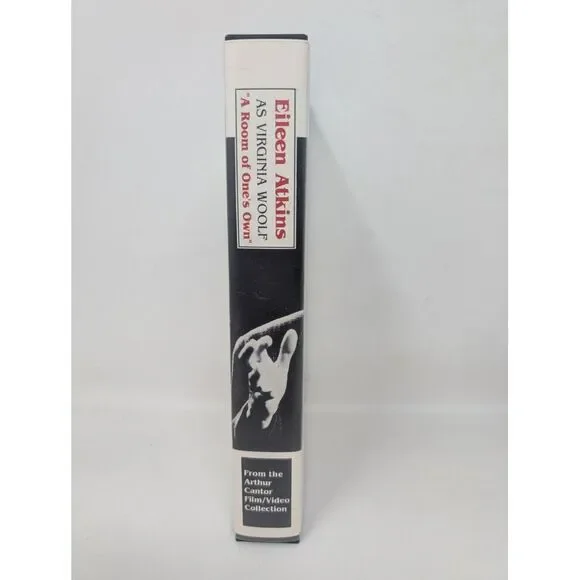 Eileen Atkins
AS VIRGINIA WOOLF
"A Room of One's Own"
From the
Arthur
Cantor
Film/Video
Collection